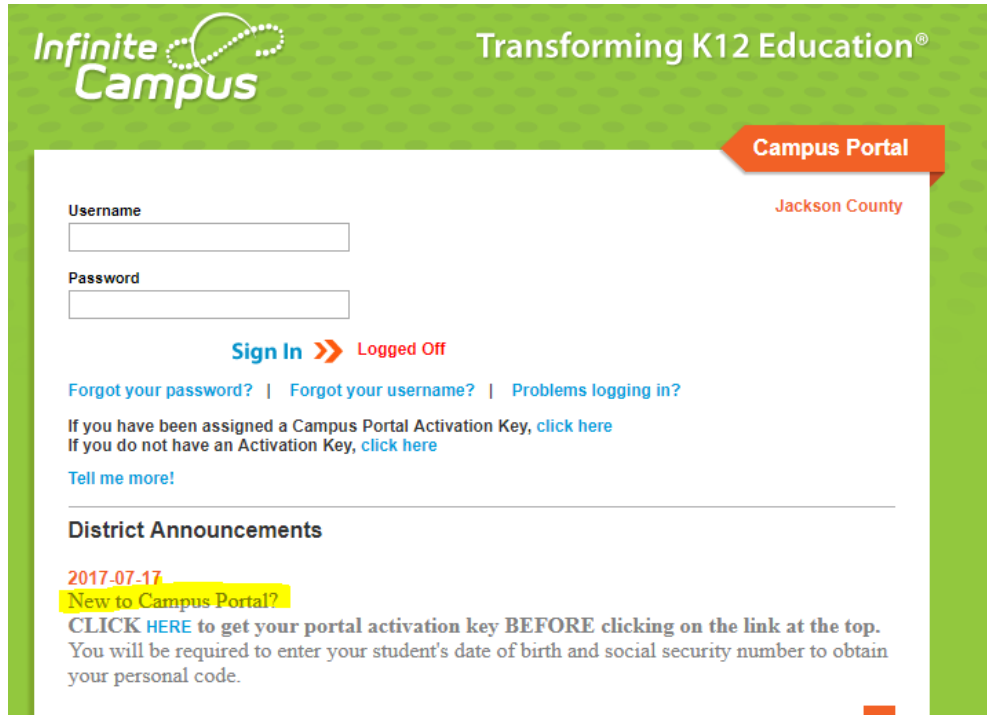 Infinite
Campus
Transforming K12 Education®
Campus Portal
Jackson County
Username
Password
Sign In Logged Off
Forgot your password? | Forgot your username? | Problems logging in?
If you have been assigned a Campus Portal Activation Key, click here
If you do not have an Activation Key, click here
Tell me more!
District Announcements
2017-07-17
New to Campus Portal?
CLICK HERE to get your portal activation key BEFORE clicking on the link at the top.
You will be required to enter your student's date of birth and social security number to obtain
your personal code.